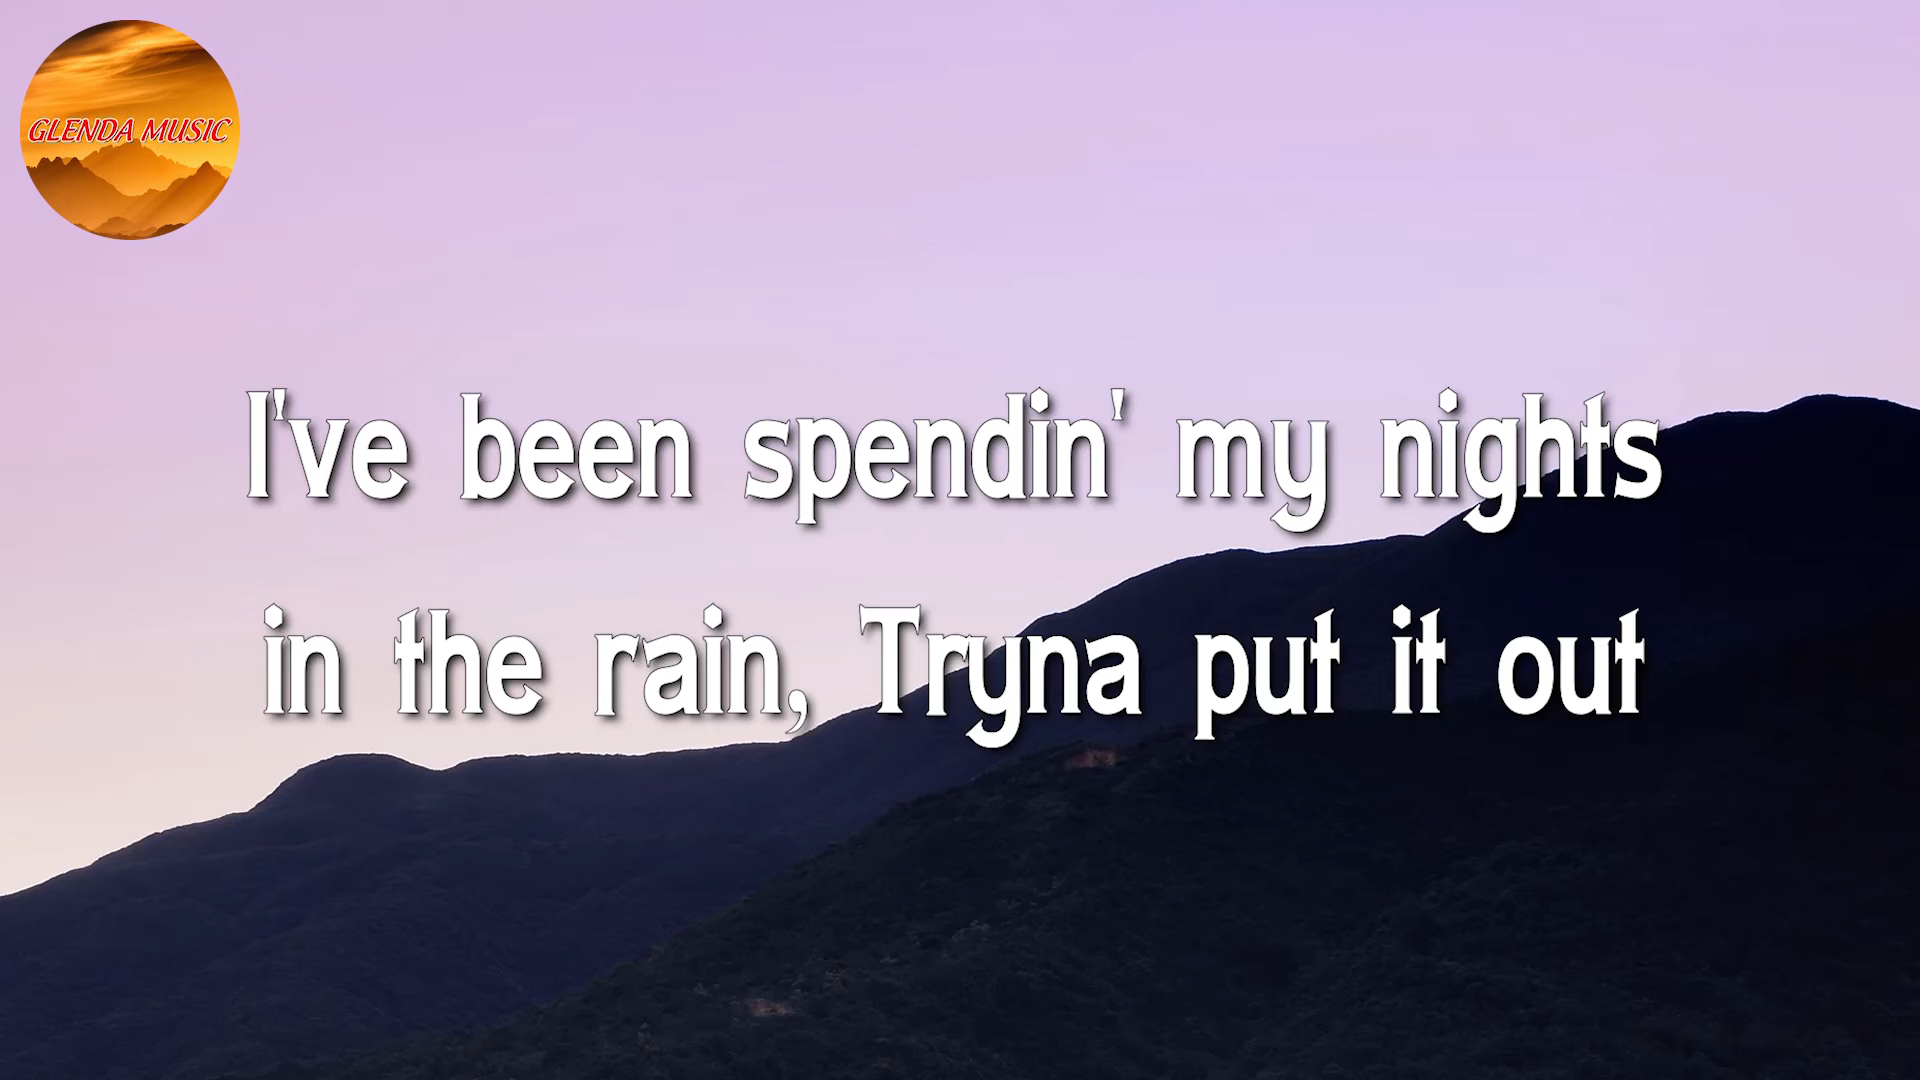 GLENDA MUSIC
I've been spendin' my nights
in the rain, Tryna put it out